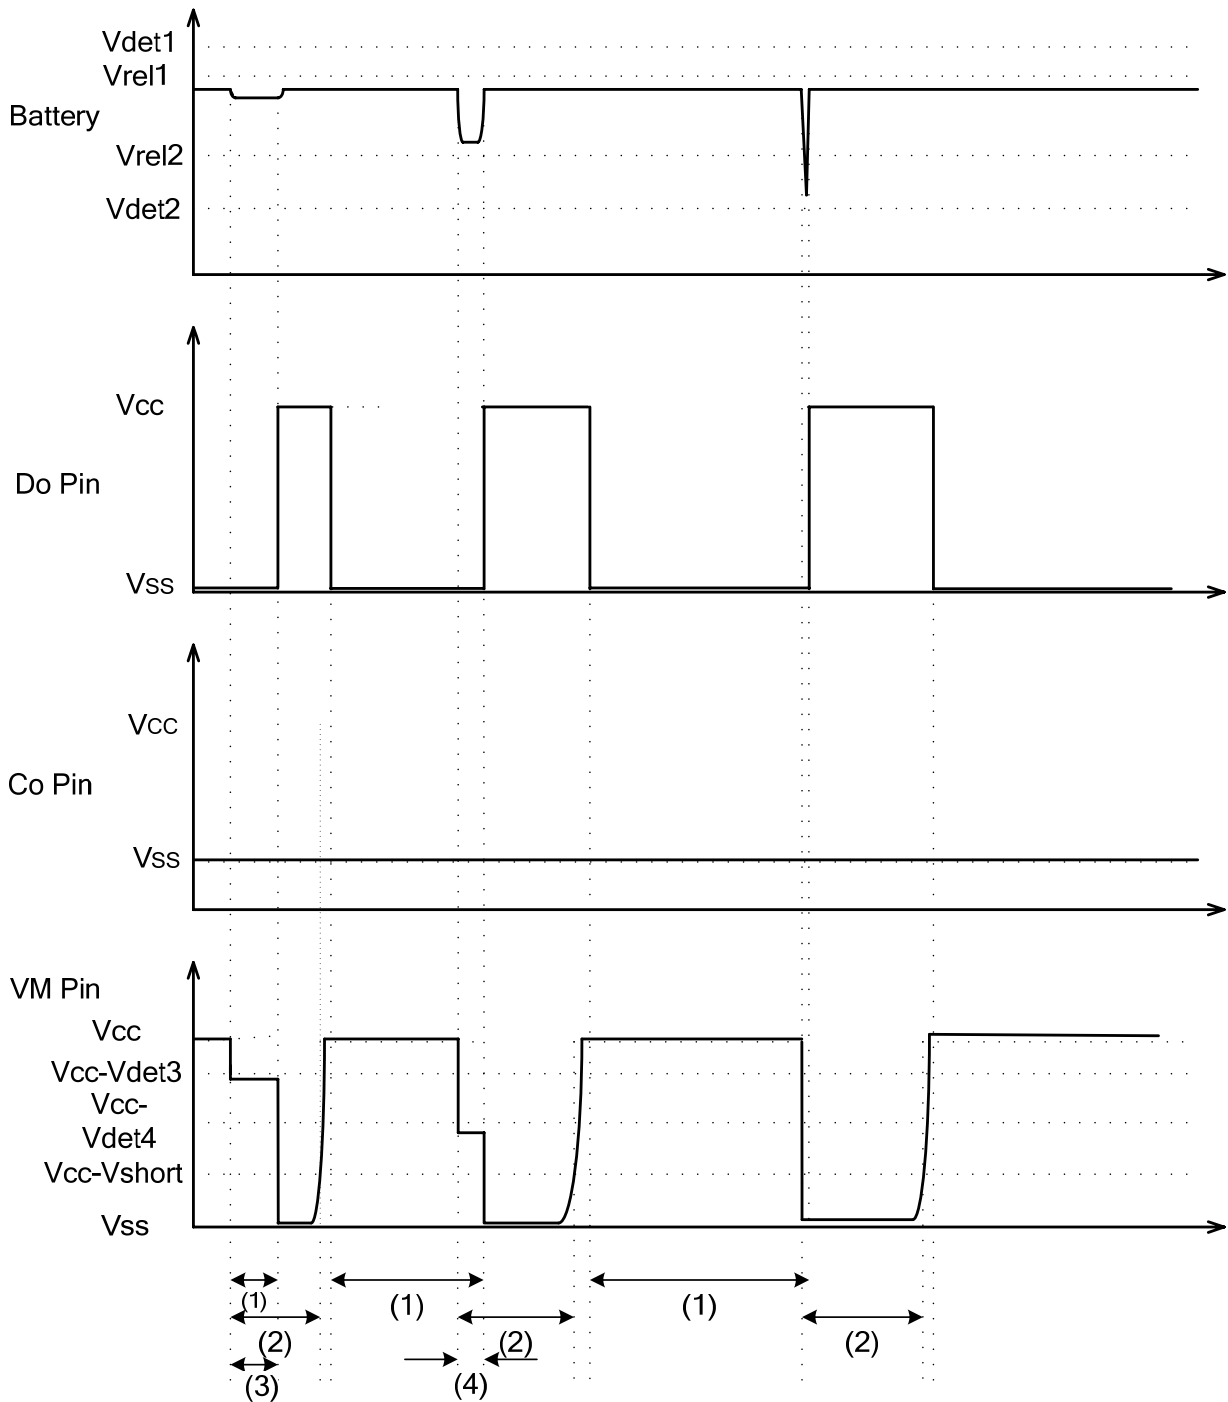 Vdet1
Vrel1
Battery
Vrel2
Vdet2
Vcc
Do Pin
Vss
Vcc
Co Pin
Vss
VM Pin
Vcc
Vcc-Vdet3
Vcc-
Vdet4
Vcc-Vshort
Vss
(1) (1) (1)
(2) (2) (2)
(3) (4)